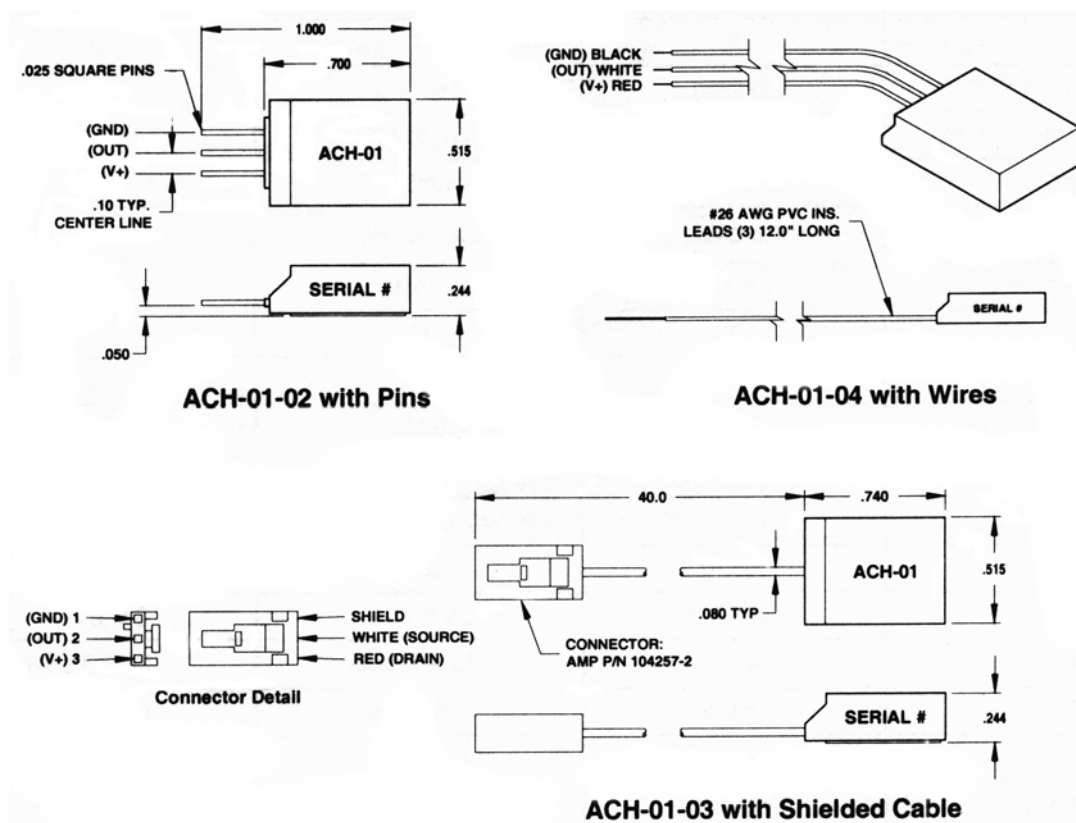 1.000
.025 SQUARE PINS
.700
(GND)
(OUT)
(V+)
ACH-01
.515
.10 TYP.
CENTER LINE
SERIAL #
.244
.050
ACH-01-02 with Pins
(GND) BLACK
(OUT) WHITE
(V+) RED
#26 AWG PVC INS.
LEADS (3) 12.0" LONG
SERIAL #
ACH-01-04 with Wires
(GND) 1
(OUT) 2
(V+) 3
SHIELD
WHITE (SOURCE)
RED (DRAIN)
Connector Detail
40.0
.740
ACH-01
.515
.080 TYP
CONNECTOR:
AMP P/N 104257-2
SERIAL #
.244
ACH-01-03 with Shielded Cable